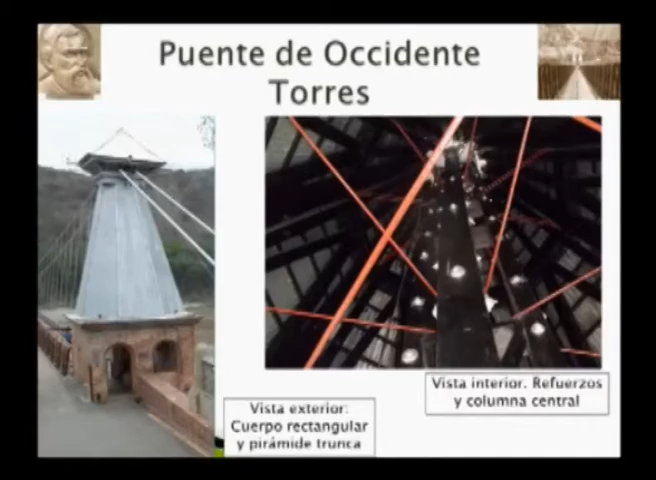 Puente de Occidente
Torres
Vista interior. Refuerzos
y columna central
Vista exterior:
Cuerpo rectangular
y pirámide trunca